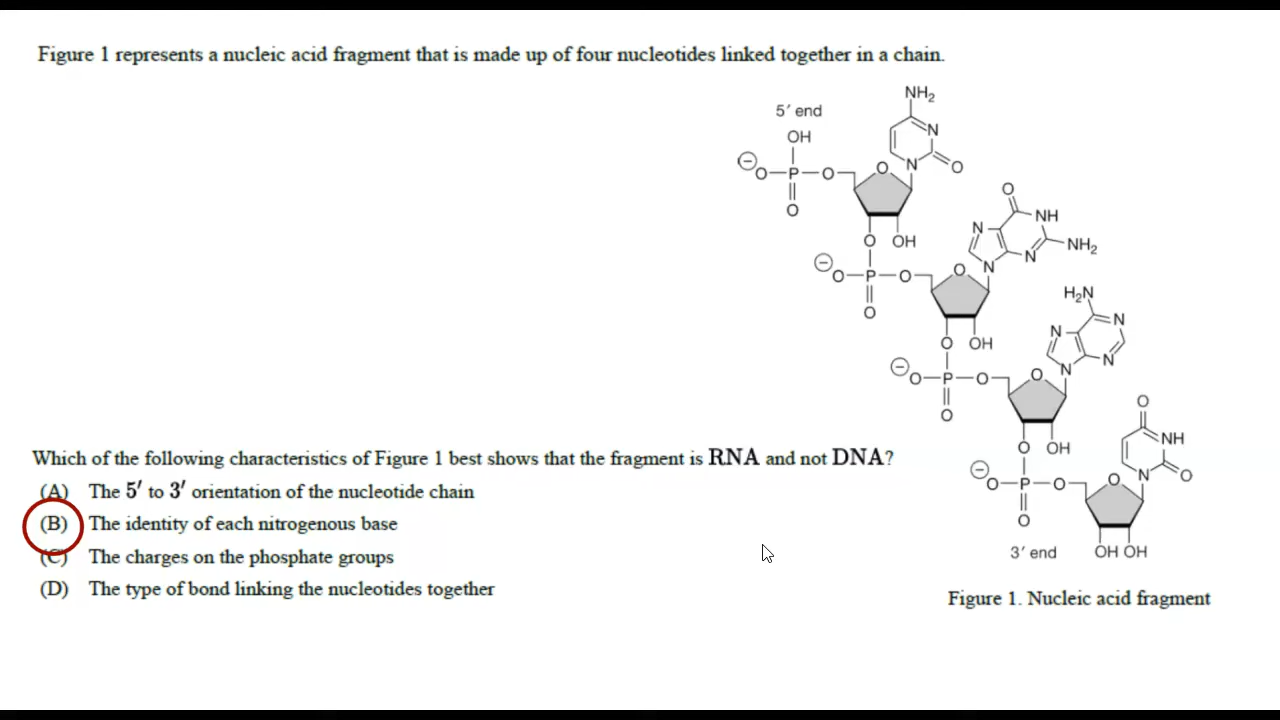 Figure 1 represents a nucleic acid fragment that is made up of four nucleotides linked together in a chain.
NH2
5′ end
OH
N
⊖
O—P—O
O
N
O
O
O
O
NH
N
NH2
N
O
OH
N
⊖
O—P—O
O
H2N
O
N
N
O
OH
N
N
⊖
O—P—O
O
O
O
NH
O
OH
N
O
⊖
O—P—O
O
O
3′ end
OH OH
Figure 1. Nucleic acid fragment
Which of the following characteristics of Figure 1 best shows that the fragment is RNA and not DNA?
(A) The 5′ to 3′ orientation of the nucleotide chain
(B) The identity of each nitrogenous base
(C) The charges on the phosphate groups
(D) The type of bond linking the nucleotides together